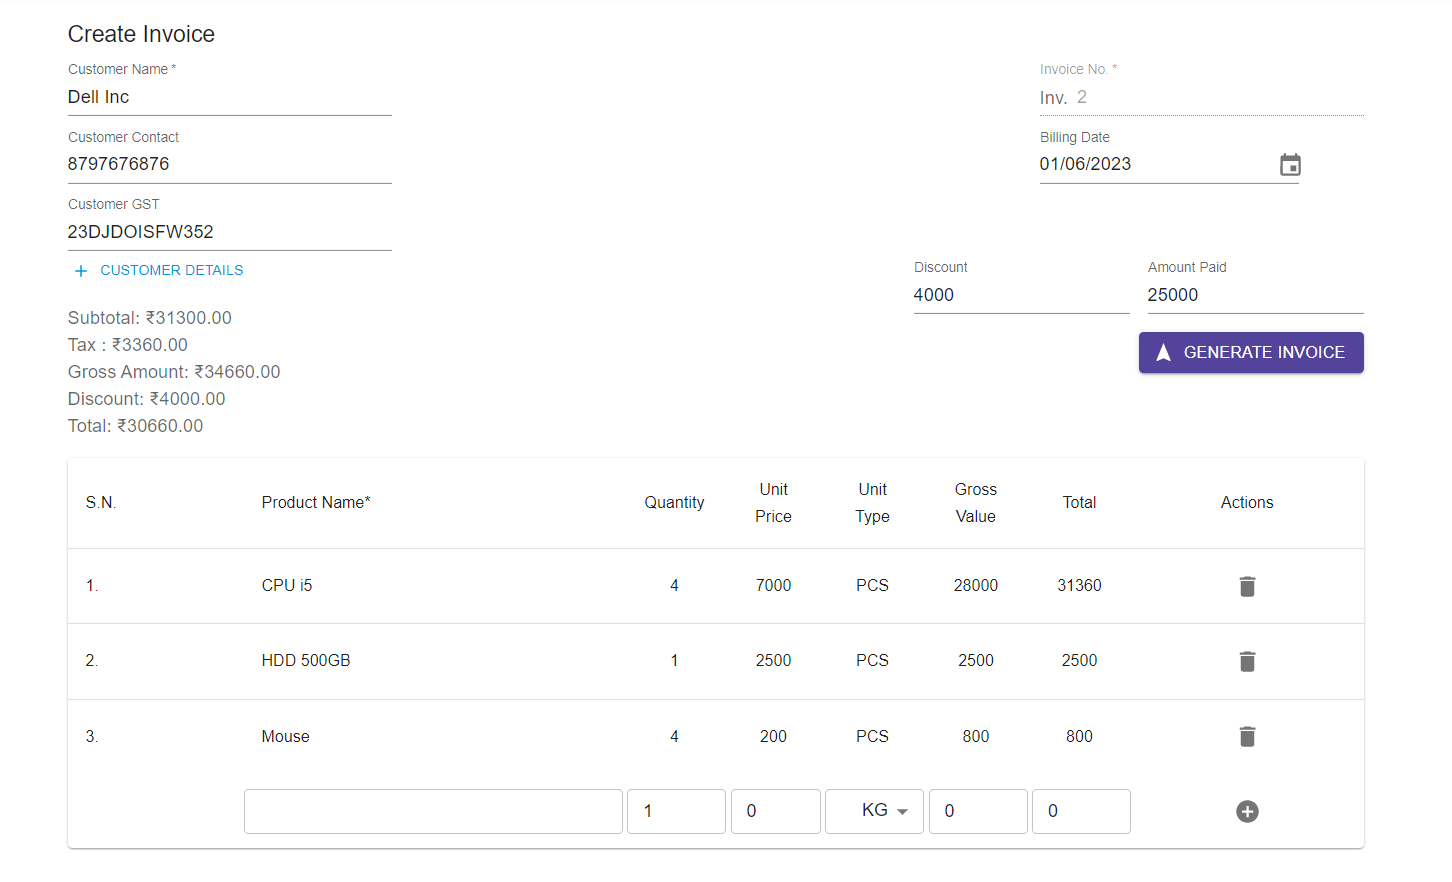 Create Invoice
Customer Name *
Dell Inc
Invoice No. *
Inv. 2
Customer Contact
8797676876
Billing Date
01/06/2023
Customer GST
23DJDOISFW352
+ CUSTOMER DETAILS
Discount
4000
Amount Paid
25000
GENERATE INVOICE
Subtotal: ₹31300.00
Tax : ₹3360.00
Gross Amount: ₹34660.00
Discount: ₹4000.00
Total: ₹30660.00
S.N. Product Name* Quantity Unit Price Unit Type Gross Value Total Actions
1. CPU i5 4 7000 PCS 28000 31360
2. HDD 500GB 1 2500 PCS 2500 2500
3. Mouse 4 200 PCS 800 800
1 0 KG 0 0